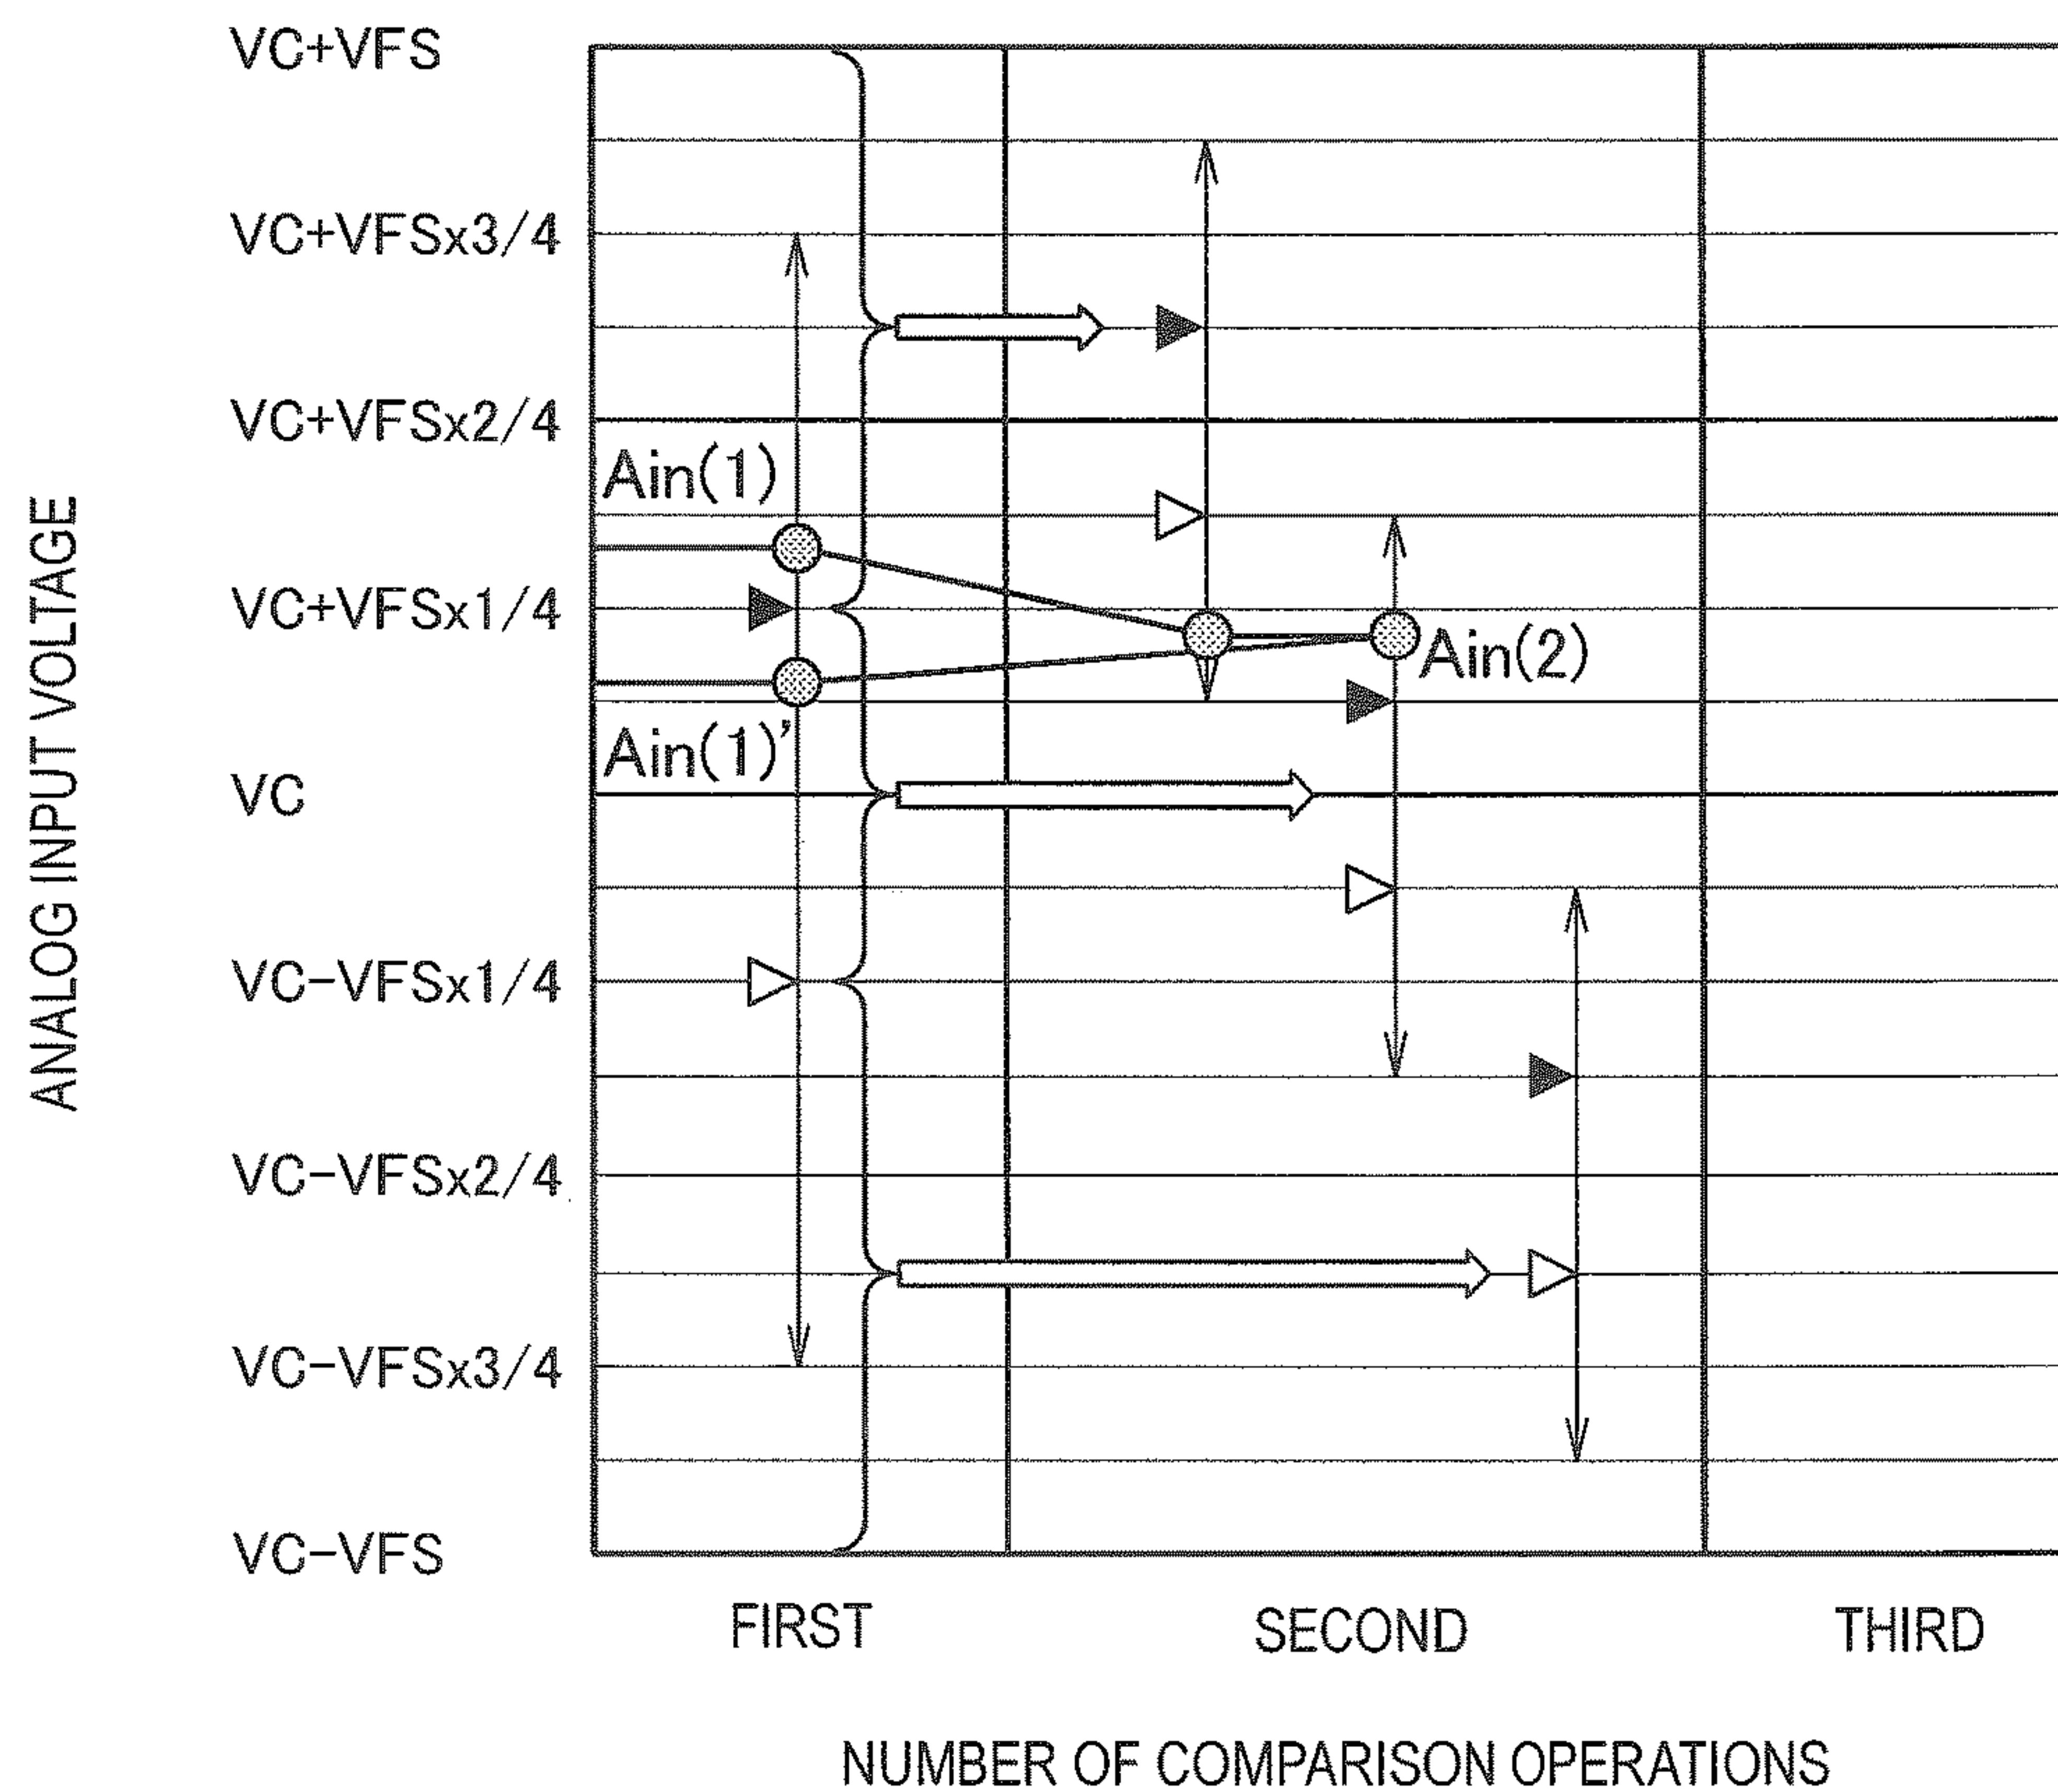 VC+VFS
VC+VFSx3/4
VC+VFSx2/4
Ain(1)
VC+VFSx1/4
Ain(2)
Ain(1)'
VC
VC-VFSx1/4
VC-VFSx2/4
VC-VFSx3/4
VC-VFS
ANALOG INPUT VOLTAGE
FIRST
SECOND
THIRD
NUMBER OF COMPARISON OPERATIONS